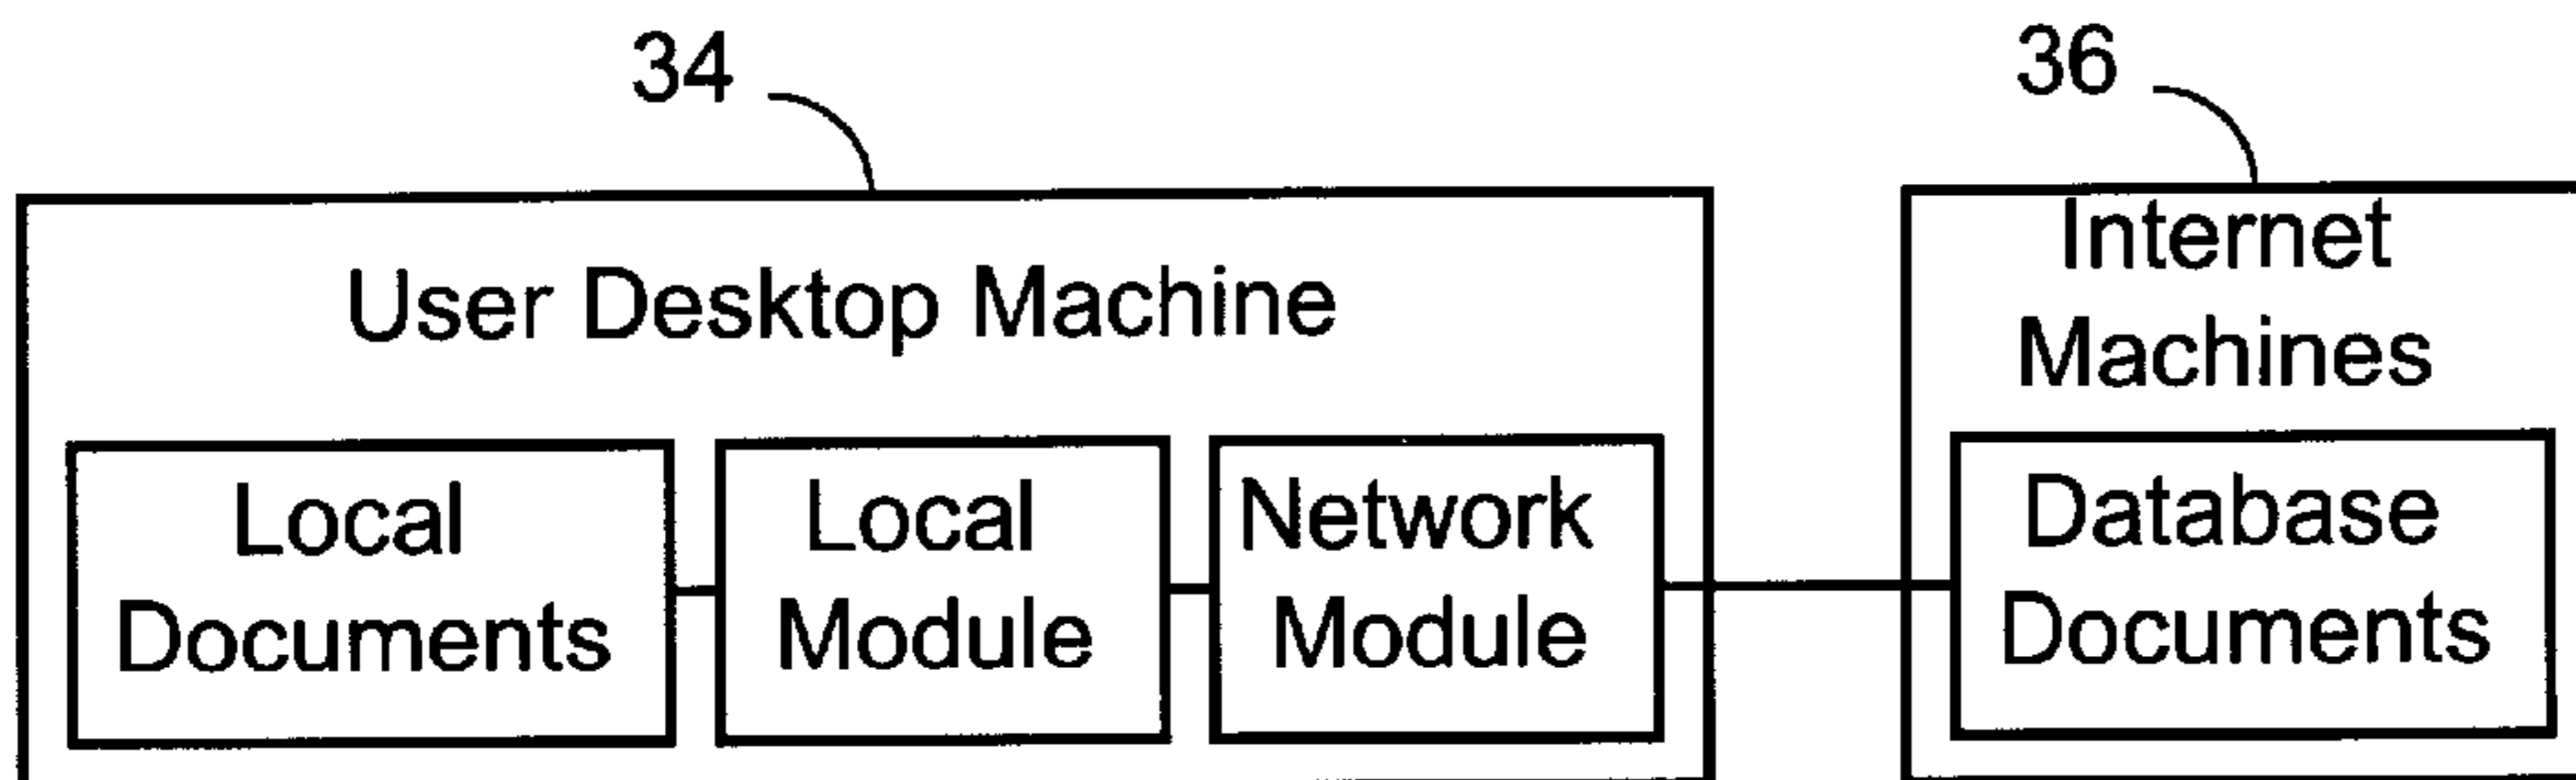 34
36
User Desktop Machine
Internet
Machines
Local
Documents
Local
Module
Network
Module
Database
Documents